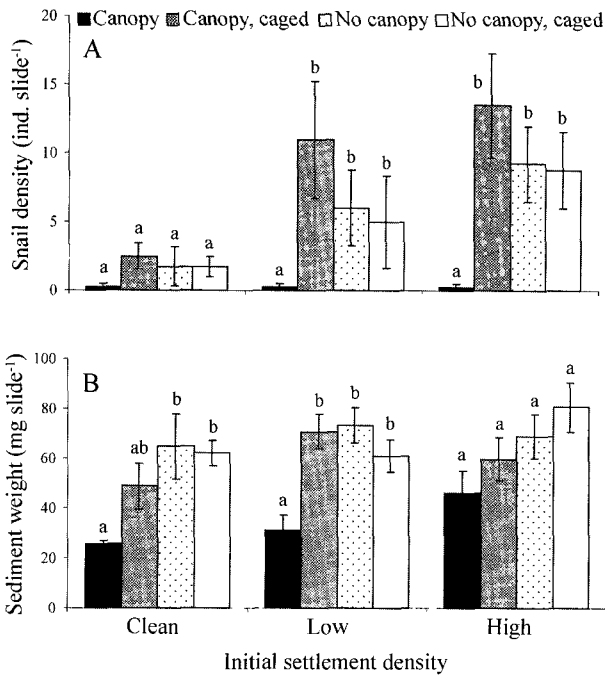 Canopy Canopy, caged No canopy No canopy, caged
A
Snail density (ind. slide-1)
20
15
10
5
0
a a a a
a b b b
a b b b
B
Sediment weight (mg slide-1)
100
80
60
40
20
0
a ab b b
a b b b
a a a a
Clean Low High
Initial settlement density